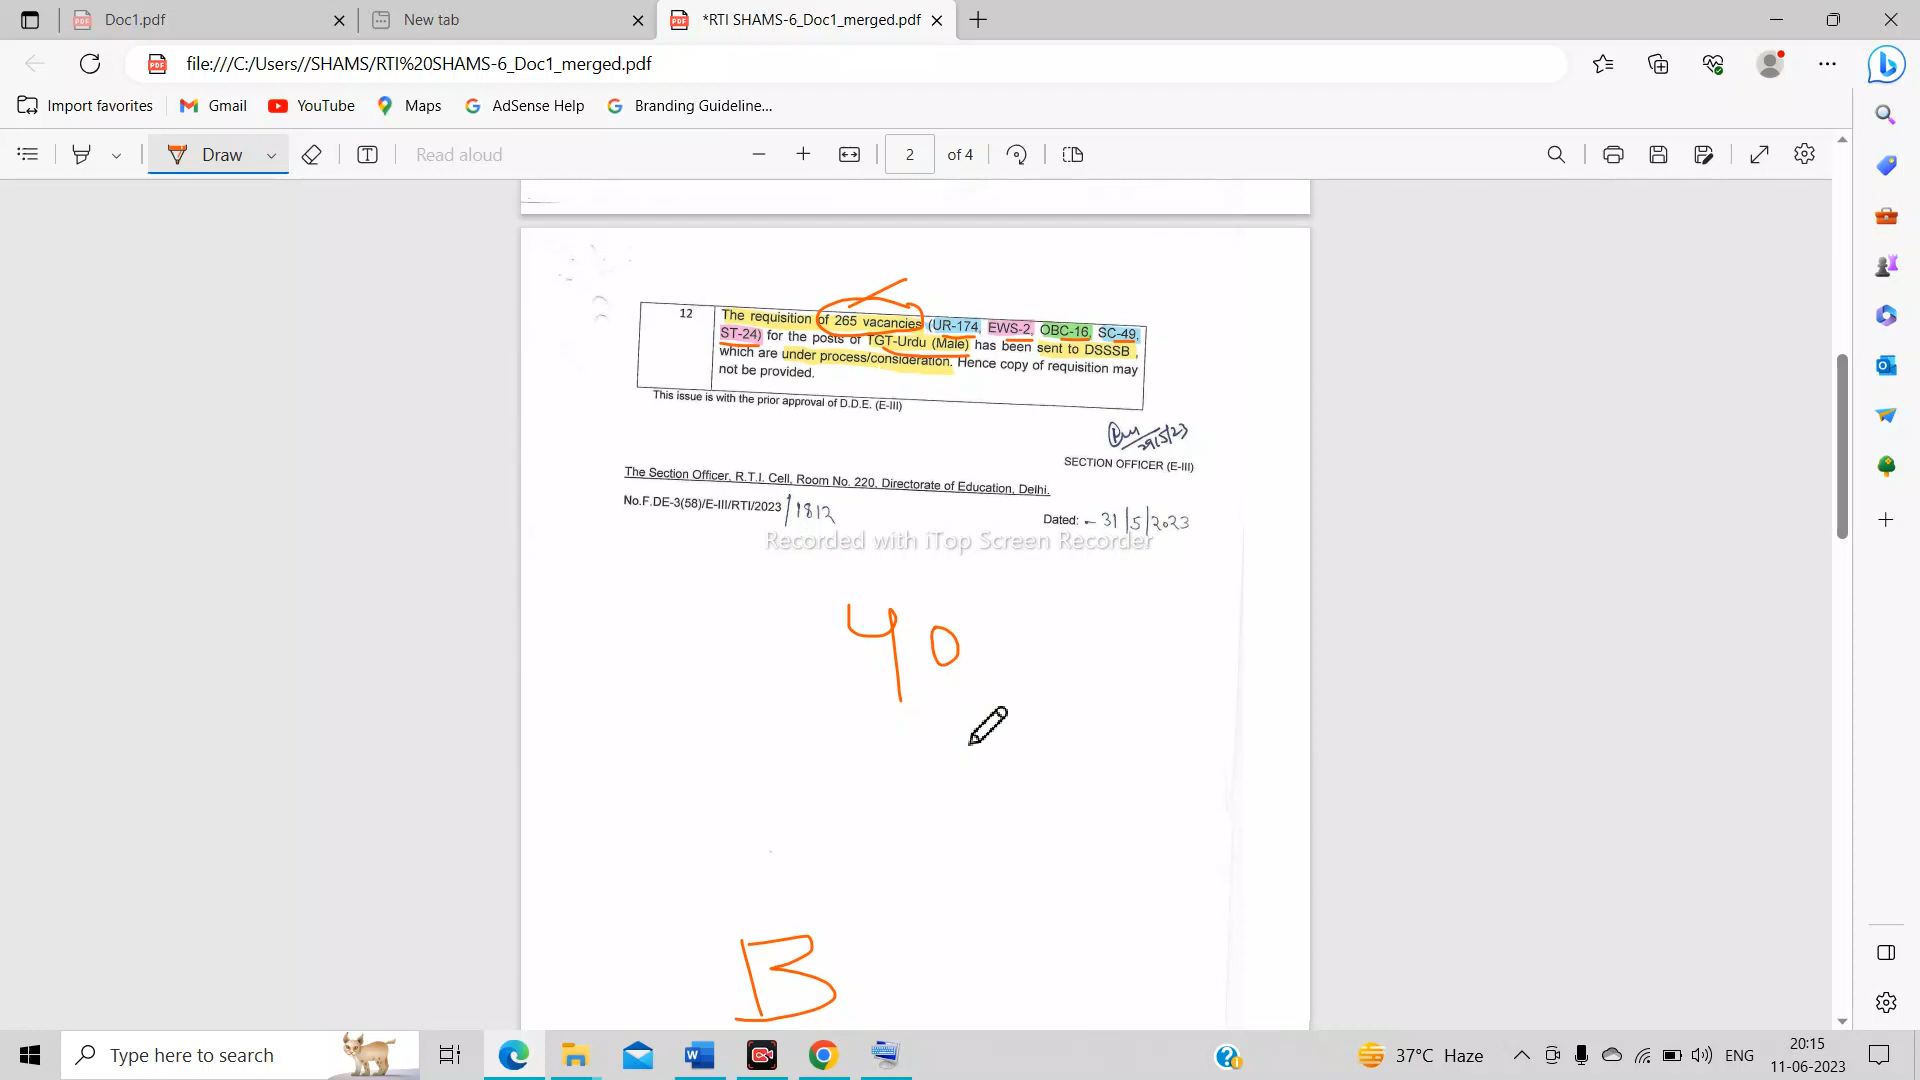 Doc1.pdf
New tab
*RTI SHAMS-6_Doc1_merged.pdf
file:///C:/Users//SHAMS/RTI%20SHAMS-6_Doc1_merged.pdf
Import favorites
Gmail
YouTube
Maps
AdSense Help
Branding Guideline...
Draw
Read aloud
2
of 4
12
The requisition of 265 vacancies (UR-174, EWS-2, OBC-16, SC-49,
ST-24) for the posts of TGT-Urdu (Male) has been sent to DSSSB,
which are under process/consideration. Hence copy of requisition may
not be provided.
This issue is with the prior approval of D.D.E. (E-III)
29/5/23
SECTION OFFICER (E-III)
The Section Officer, R.T.I. Cell, Room No. 220, Directorate of Education, Delhi.
No.F.DE-3(58)/E-III/RTI/2023 /1812
Dated: - 31/5/2023
Recorded with iTop Screen Recorder
40
B
Type here to search
37°C Haze
ENG
20:15
11-06-2023